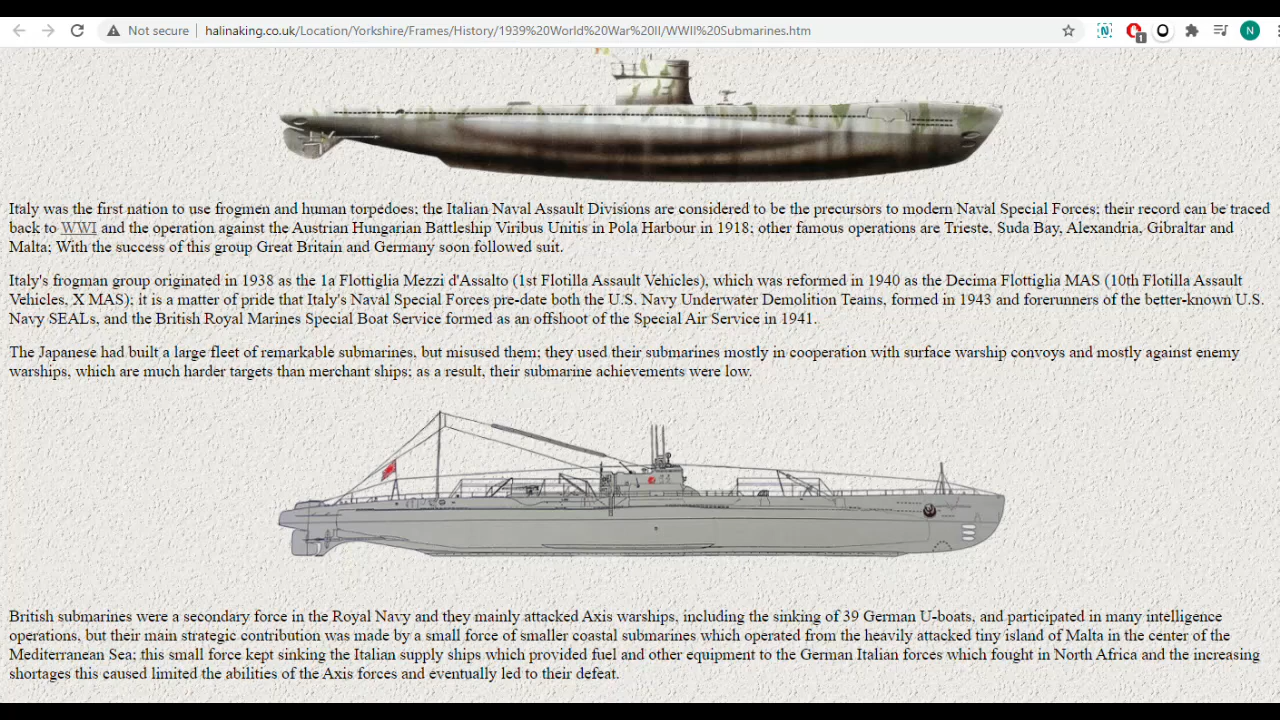 Not secure
halinaking.co.uk/Location/Yorkshire/Frames/History/1939%20World%20War%20II/WWII%20Submarines.htm
N
1
N
Italy was the first nation to use frogmen and human torpedoes; the Italian Naval Assault Divisions are considered to be the precursors to modern Naval Special Forces; their record can be traced
back to WWI and the operation against the Austrian Hungarian Battleship Viribus Unitis in Pola Harbour in 1918; other famous operations are Trieste, Suda Bay, Alexandria, Gibraltar and
Malta; With the success of this group Great Britain and Germany soon followed suit.
Italy's frogman group originated in 1938 as the 1a Flottiglia Mezzi d'Assalto (1st Flotilla Assault Vehicles), which was reformed in 1940 as the Decima Flottiglia MAS (10th Flotilla Assault
Vehicles, X MAS); it is a matter of pride that Italy's Naval Special Forces pre-date both the U.S. Navy Underwater Demolition Teams, formed in 1943 and forerunners of the better-known U.S.
Navy SEALs, and the British Royal Marines Special Boat Service formed as an offshoot of the Special Air Service in 1941.
The Japanese had built a large fleet of remarkable submarines, but misused them; they used their submarines mostly in cooperation with surface warship convoys and mostly against enemy
warships, which are much harder targets than merchant ships; as a result, their submarine achievements were low.
British submarines were a secondary force in the Royal Navy and they mainly attacked Axis warships, including the sinking of 39 German U-boats, and participated in many intelligence
operations, but their main strategic contribution was made by a small force of smaller coastal submarines which operated from the heavily attacked tiny island of Malta in the center of the
Mediterranean Sea; this small force kept sinking the Italian supply ships which provided fuel and other equipment to the German Italian forces which fought in North Africa and the increasing
shortages this caused limited the abilities of the Axis forces and eventually led to their defeat.